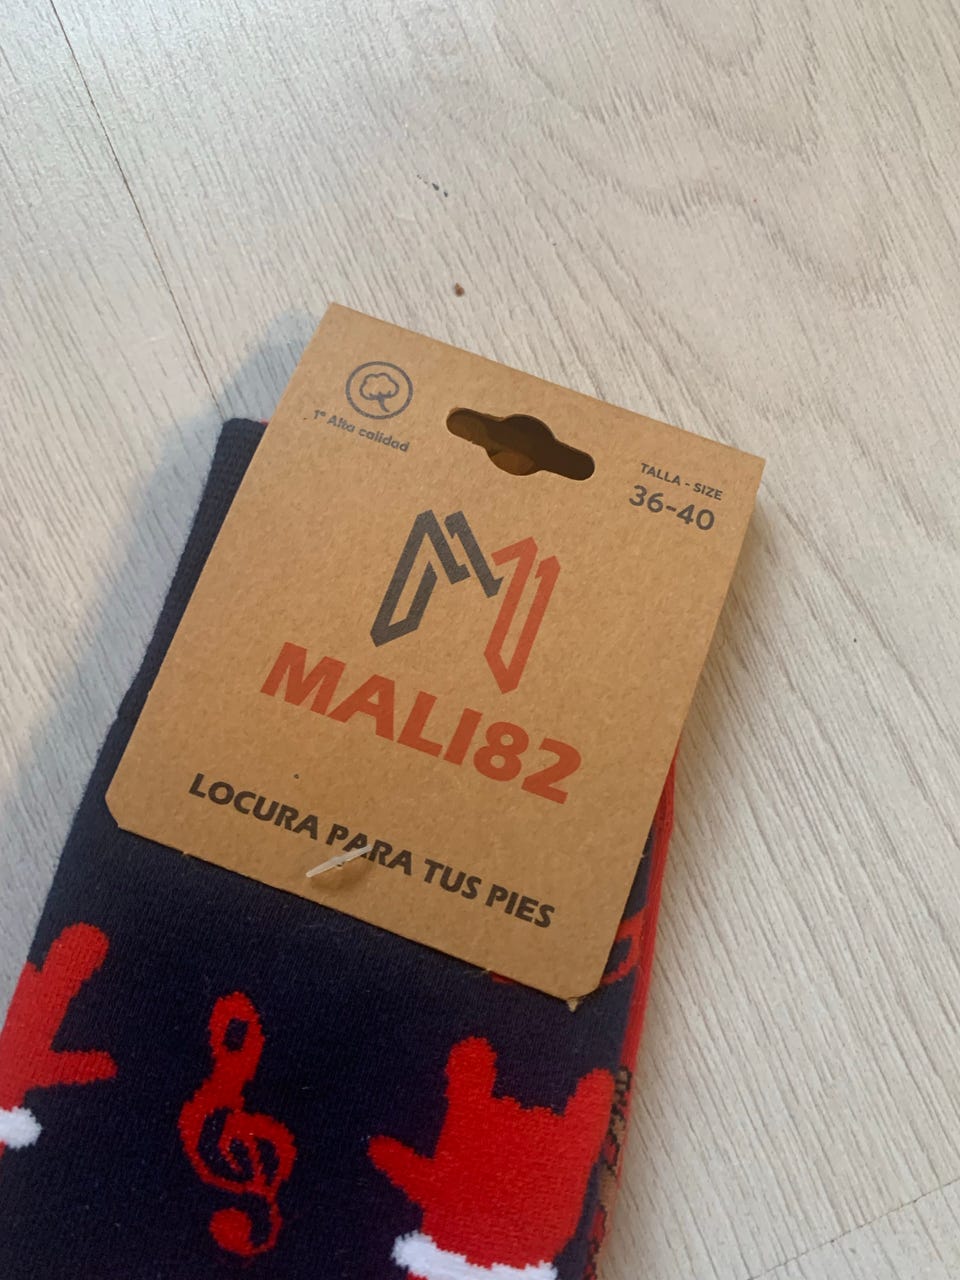 1ª Alta calidad
TALLA - SIZE
36-40
MALI82
LOCURA PARA TUS PIES